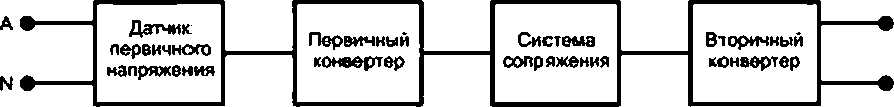 A
N
Датчик
первичного
напряжения
Первичный
конвертер
Система
сопряжения
Вторичный
конвертер